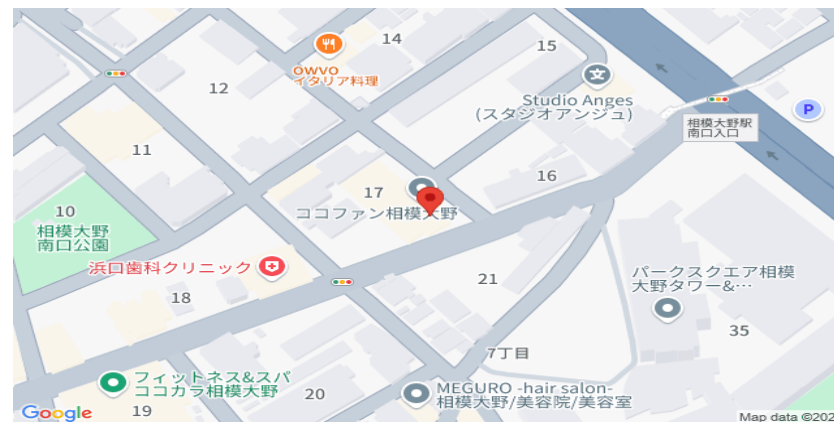 14
15
OWVO
イタリア料理
12
Studio Anges
(スタジオアンジュ)
P
相模大野駅
南口入口
11
17
16
ココファン相模大野
10
相模大野
南口公園
浜口歯科クリニック
18
21
パークスクエア相模
大野タワー&…
35
7丁目
フィットネス&スパ
ココカラ相模大野
20
MEGURO -hair salon-
相模大野/美容院/美容室
19
Google
Map data ©202